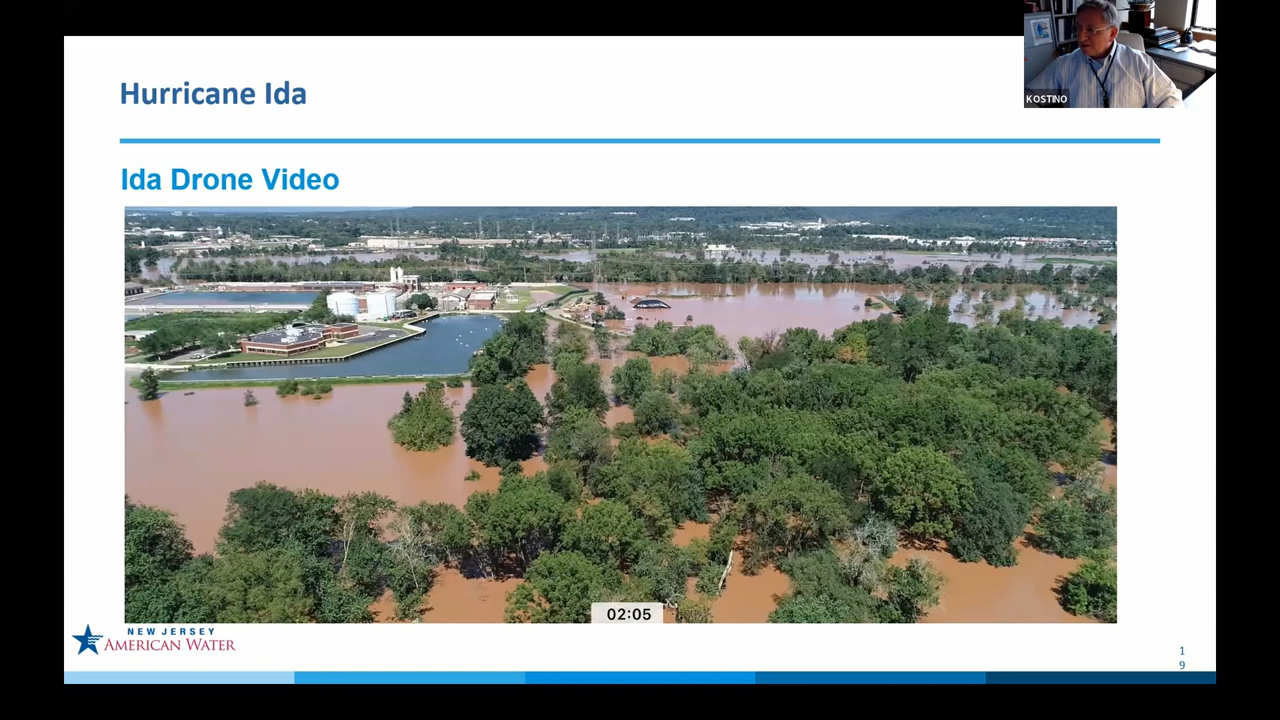 KOSTINO
Hurricane Ida
Ida Drone Video
02:05
NEW JERSEY
AMERICAN WATER
1
9